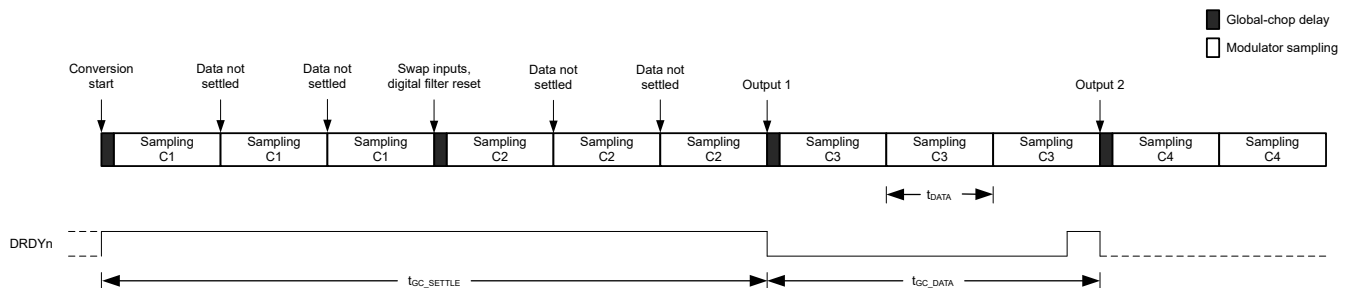 Global-chop delay
Modulator sampling
Conversion
start
Data not
settled
Data not
settled
Swap inputs,
digital filter reset
Data not
settled
Data not
settled
Output 1
Output 2
Sampling
C1
Sampling
C1
Sampling
C1
Sampling
C2
Sampling
C2
Sampling
C2
Sampling
C3
Sampling
C3
Sampling
C3
Sampling
C4
Sampling
C4
tDATA
DRDYn
tGC_SETTLE
tGC_DATA